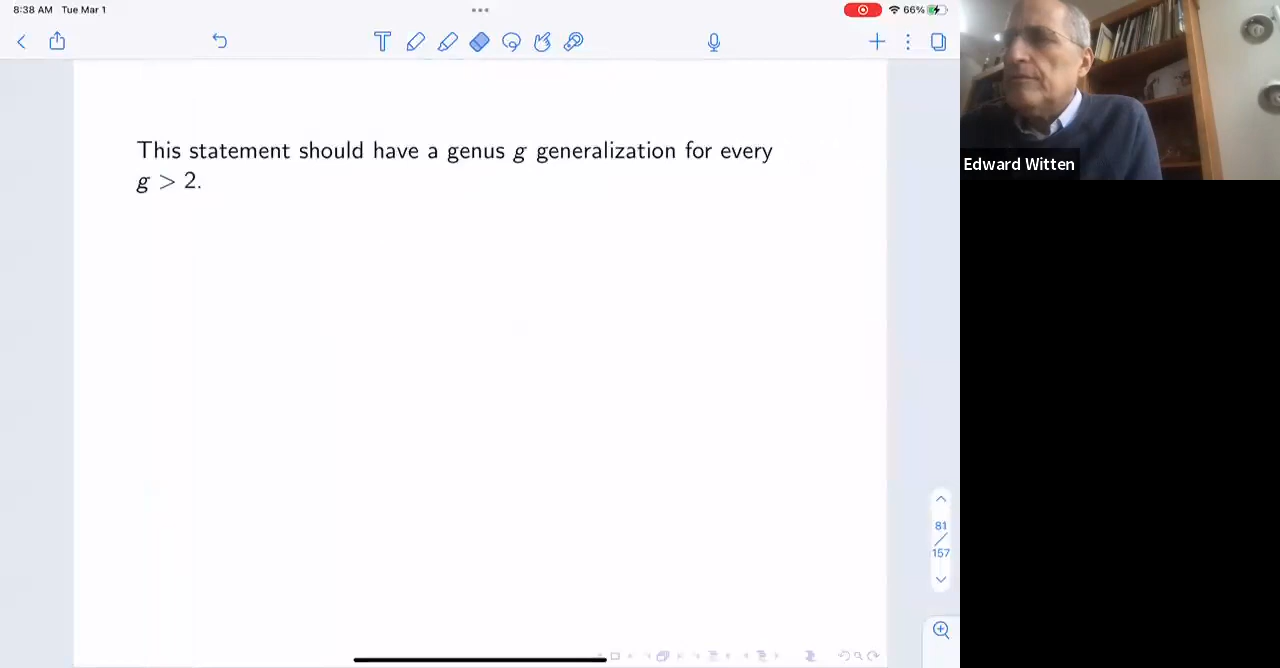 8:38 AM Tue Mar 1
66%
T
This statement should have a genus g generalization for every
g > 2.
Edward Witten
81
157